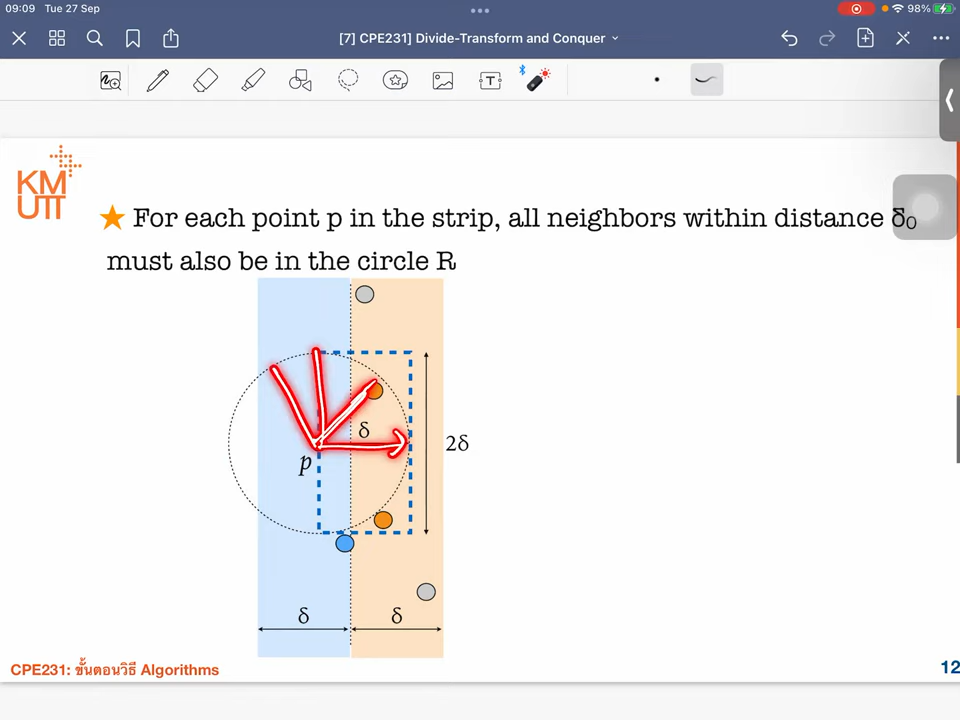 09:09 Tue 27 Sep
98%
[7] CPE231] Divide-Transform and Conquer
T
KM
UTT
★ For each point p in the strip, all neighbors within distance δ₀
must also be in the circle R
δ
2δ
p
δ
δ
CPE231: ขั้นตอนวิธี Algorithms
12